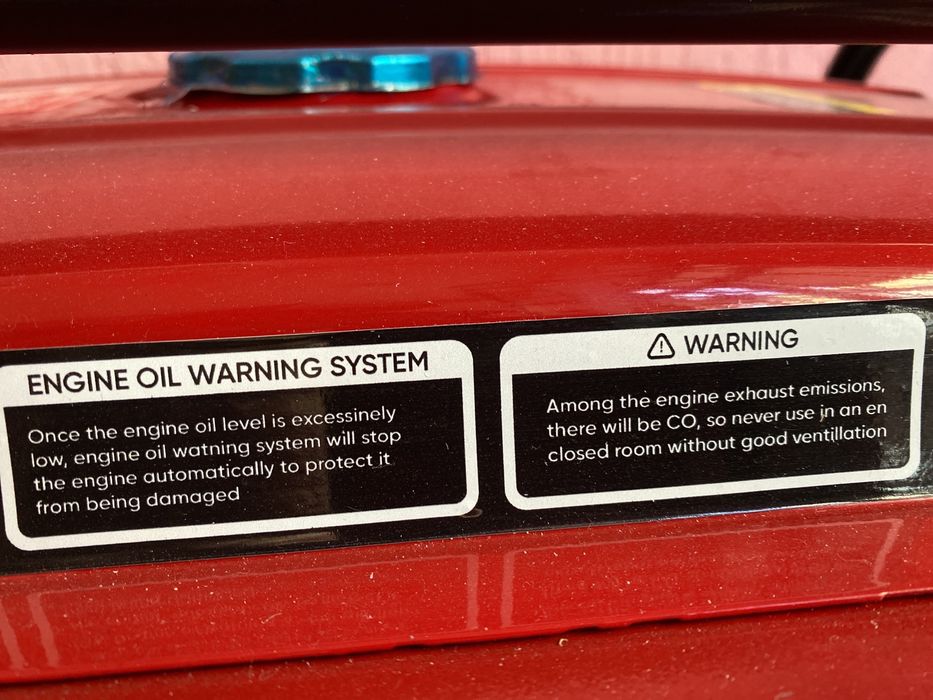 ENGINE OIL WARNING SYSTEM
Once the engine oil level is excessinely
low, engine oil watning system will stop
the engine automatically to protect it
from being damaged
WARNING
Among the engine exhaust emissions,
there will be CO, so never use in an en
closed room without good ventillation